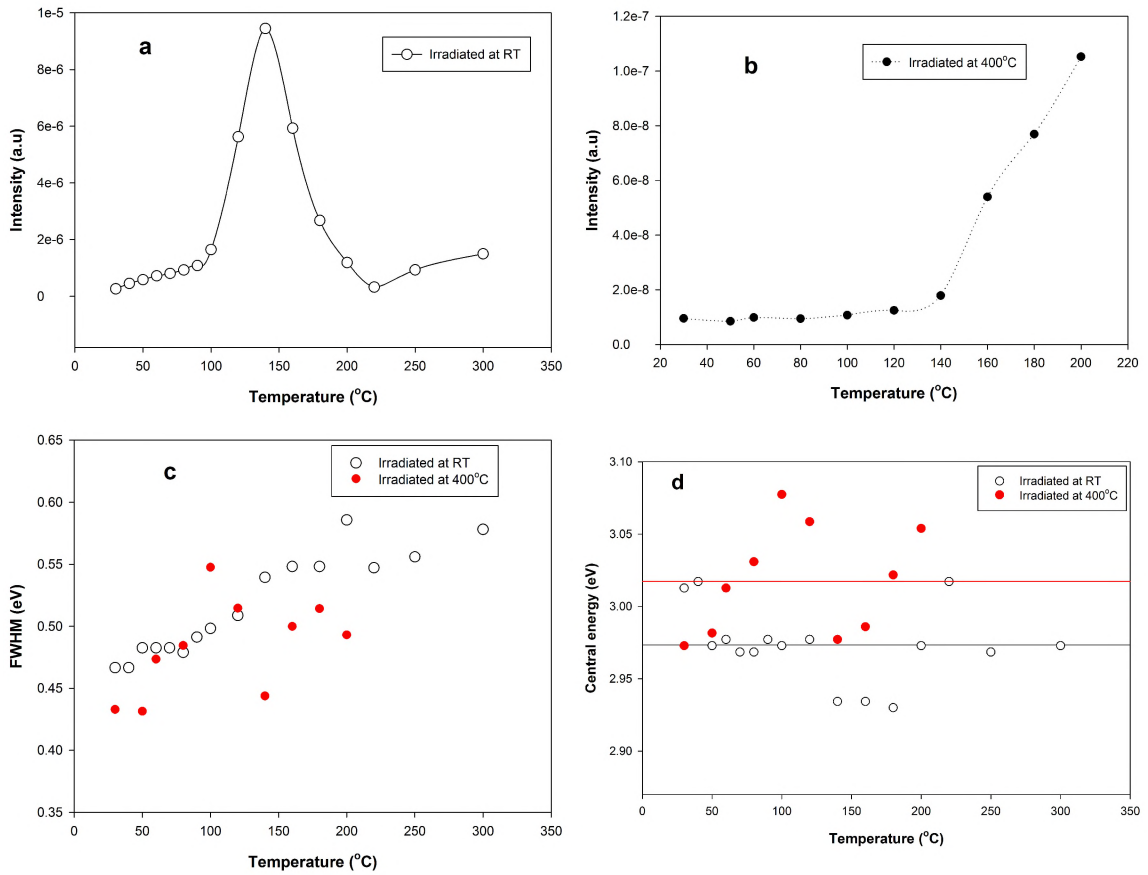 a
Irradiated at RT
Intensity (a.u)
1e-5
8e-6
6e-6
4e-6
2e-6
0
0 50 100 150 200 250 300 350
Temperature (°C)
b
Irradiated at 400°C
Intensity (a.u)
1.2e-7
1.0e-7
8.0e-8
6.0e-8
4.0e-8
2.0e-8
0.0
20 40 60 80 100 120 140 160 180 200 220
Temperature (°C)
c
Irradiated at RT
Irradiated at 400°C
FWHM (eV)
0.65
0.60
0.55
0.50
0.45
0.40
0.35
0 50 100 150 200 250 300 350
Temperature (°C)
d
Irradiated at RT
Irradiated at 400°C
Central energy (eV)
3.10
3.05
3.00
2.95
2.90
0 50 100 150 200 250 300 350
Temperature (°C)